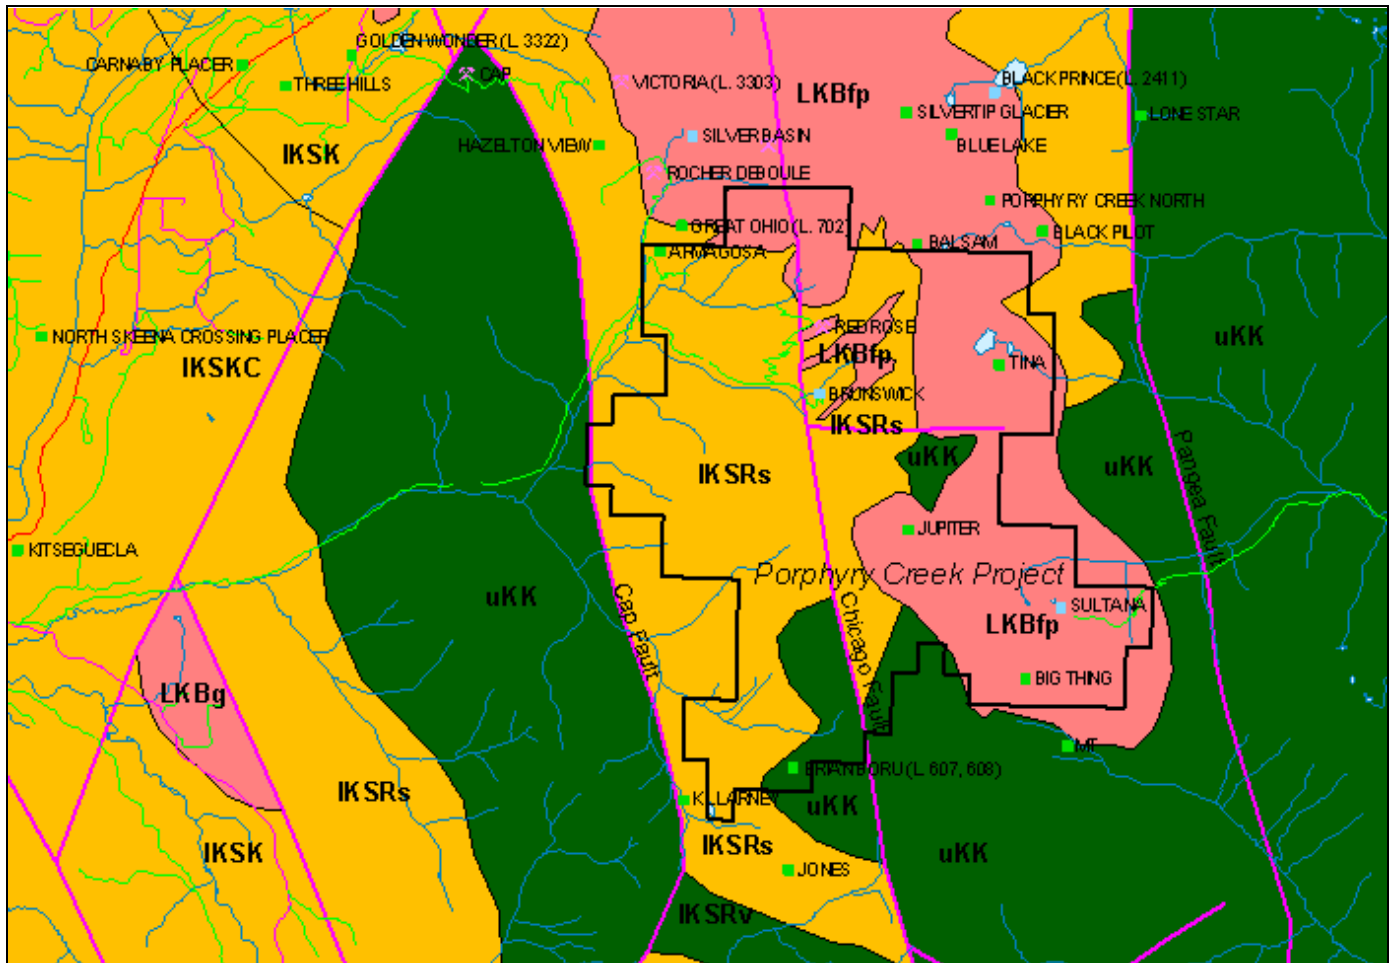 GOLDEN WONDER (L. 3322)
CARNABY PLACER
CAP
THREE HILLS
VICTORIA (L. 3303)
LKBfp
BLACK PRINCE (L. 2411)
SILVERTIP GLACIER
LONE STAR
IKSK
HAZELTON VIEW
SILVER BASIN
BLUE LAKE
ROCHER DEBOULE
PORPHYRY CREEK NORTH
GREAT OHIO (L. 702)
BLACK PILOT
ARMAGOSA
BALSAM
NORTH SKEENA CROSSING PLACER
RED ROSE
uKK
IKSKC
LKBfp
TINA
BRUNSWICK
IKSRs
uKK
uKK
IKSRs
Pangea Fault
KITSEGUECLA
JUPITER
Porphyry Creek Project
uKK
Cap Fault
Chicago Fault
SULTANA
LKBfp
LKBg
BIG THING
MT
BRIAN BORU (L. 607, 608)
IKSRs
KILLARNEY
uKK
IKSK
IKSRs
uKK
JONES
IKSRv